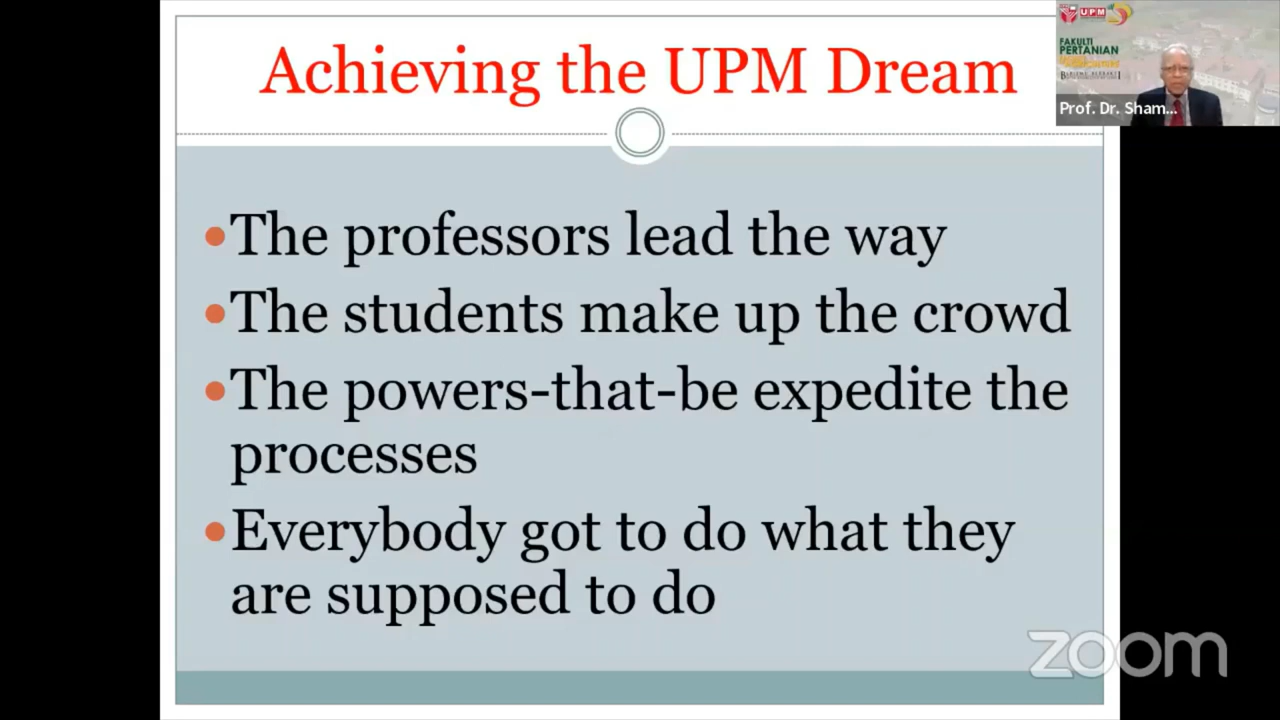 Achieving the UPM Dream
The professors lead the way
The students make up the crowd
The powers-that-be expedite the
processes
Everybody got to do what they
are supposed to do
UPM
FAKULTI
PERTANIAN
Prof. Dr. Sham...
zoom